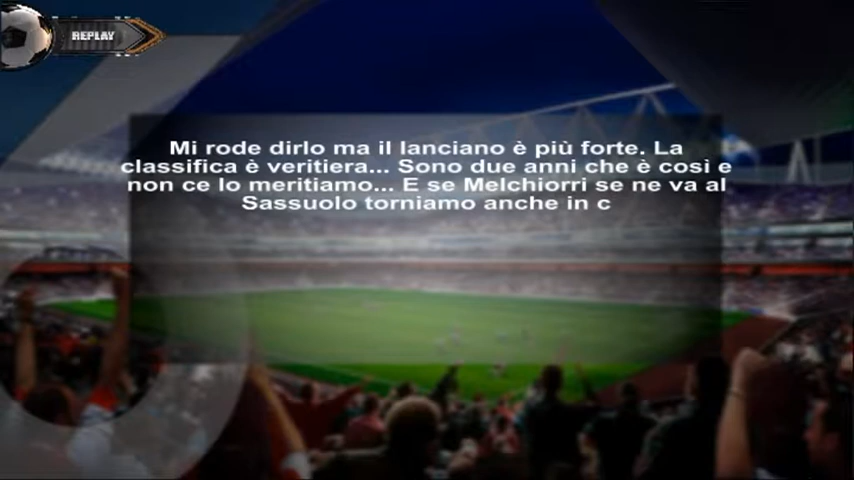 REPLAY
Mi rode dirlo ma il lanciano è più forte. La
classifica è veritiera... Sono due anni che è così e
non ce lo meritiamo... E se Melchiorri se ne va al
Sassuolo torniamo anche in c